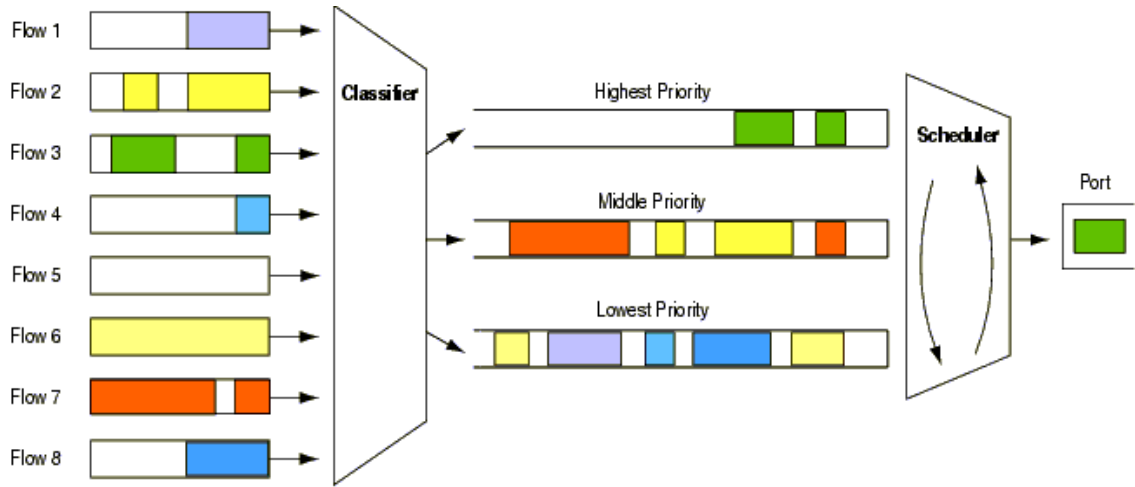 Flow 1
Flow 2
Flow 3
Flow 4
Flow 5
Flow 6
Flow 7
Flow 8
Classifier
Highest Priority
Middle Priority
Lowest Priority
Scheduler
Port